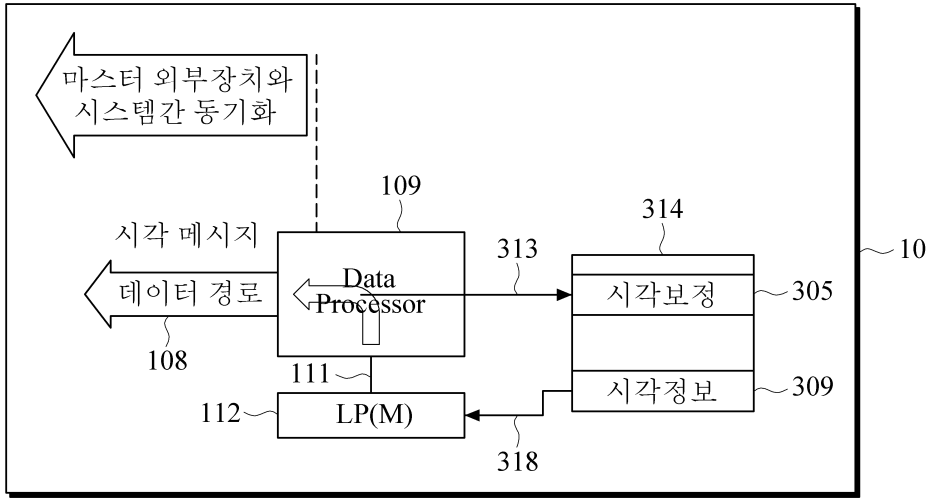 마스터 외부장치와
시스템간 동기화
109
314
시각 메시지
313
10
Data
Processor
데이터 경로
시각보정
305
108
111
시각정보
309
112
LP(M)
318